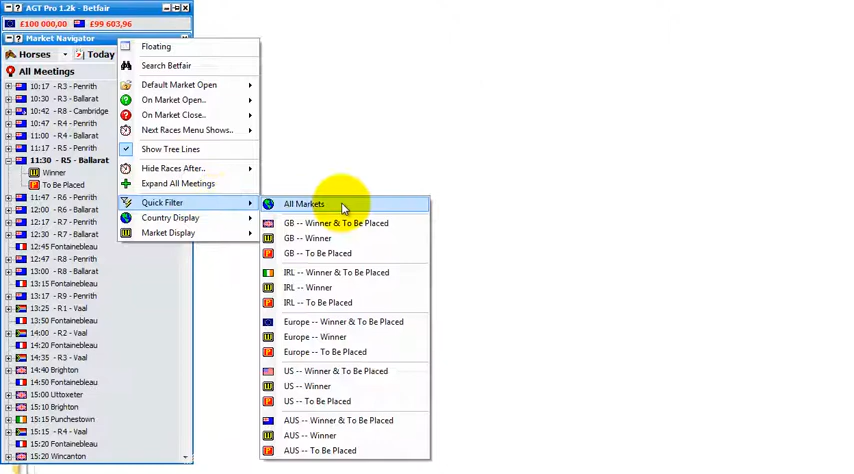 AGT Pro 1.2k - Betfair
£100 000,00
£99 603,96
Market Navigator
Horses
Today
All Meetings
10:17 - R3 - Penrith
10:30 - R3 - Ballarat
10:42 - R8 - Cambridge
10:47 - R4 - Penrith
11:00 - R4 - Ballarat
11:17 - R5 - Penrith
11:30 - R5 - Ballarat
Winner
To Be Placed
11:47 - R6 - Penrith
12:00 - R6 - Ballarat
12:17 - R7 - Penrith
12:30 - R7 - Ballarat
12:45 Fontainebleau
12:47 - R8 - Penrith
13:00 - R8 - Ballarat
13:15 Fontainebleau
13:17 - R9 - Penrith
13:25 - R1 - Vaal
13:50 Fontainebleau
14:00 - R2 - Vaal
14:20 Fontainebleau
14:35 - R3 - Vaal
14:40 Brighton
14:50 Fontainebleau
15:00 Uttoxeter
15:10 Brighton
15:15 Punchestown
15:15 - R4 - Vaal
15:20 Fontainebleau
15:20 Wincanton
Floating
Search Betfair
Default Market Open
On Market Open..
On Market Close..
Next Races Menu Shows..
Show Tree Lines
Hide Races After..
Expand All Meetings
Quick Filter
Country Display
Market Display
All Markets
GB -- Winner & To Be Placed
GB -- Winner
GB -- To Be Placed
IRL -- Winner & To Be Placed
IRL -- Winner
IRL -- To Be Placed
Europe -- Winner & To Be Placed
Europe -- Winner
Europe -- To Be Placed
US -- Winner & To Be Placed
US -- Winner
US -- To Be Placed
AUS -- Winner & To Be Placed
AUS -- Winner
AUS -- To Be Placed